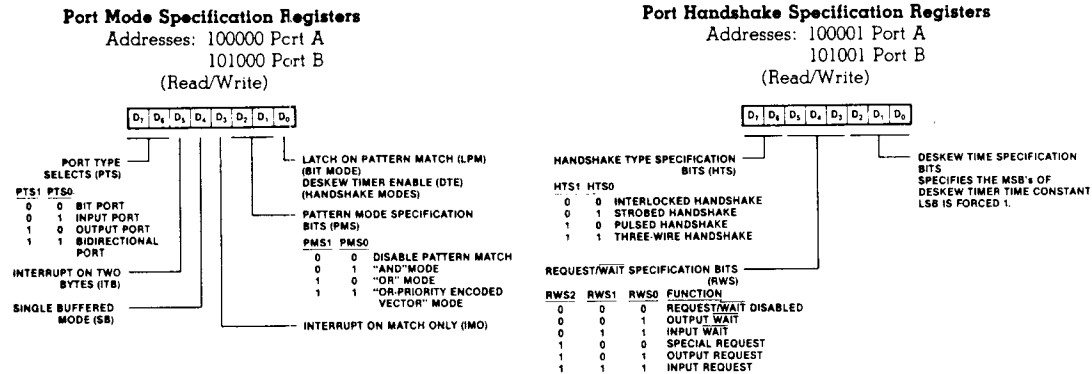 Port Mode Specification Registers
Addresses: 100000 Port A
101000 Port B
(Read/Write)
D7 D6 D5 D4 D3 D2 D1 D0
PORT TYPE
SELECTS (PTS)
PTS1 PTS0
0 0 BIT PORT
0 1 INPUT PORT
1 0 OUTPUT PORT
1 1 BIDIRECTIONAL
PORT
INTERRUPT ON TWO
BYTES (ITB)
SINGLE BUFFERED
MODE (SB)
LATCH ON PATTERN MATCH (LPM)
(BIT MODE)
DESKEW TIMER ENABLE (DTE)
(HANDSHAKE MODES)
PATTERN MODE SPECIFICATION
BITS (PMS)
PMS1 PMS0
0 0 DISABLE PATTERN MATCH
0 1 "AND" MODE
1 0 "OR" MODE
1 1 "OR-PRIORITY ENCODED
VECTOR" MODE
INTERRUPT ON MATCH ONLY (IMO)
Port Handshake Specification Registers
Addresses: 100001 Port A
101001 Port B
(Read/Write)
D7 D6 D5 D4 D3 D2 D1 D0
HANDSHAKE TYPE SPECIFICATION
BITS (HTS)
HTS1 HTS0
0 0 INTERLOCKED HANDSHAKE
0 1 STROBED HANDSHAKE
1 0 PULSED HANDSHAKE
1 1 THREE-WIRE HANDSHAKE
REQUEST/WAIT SPECIFICATION BITS
(RWS)
RWS2 RWS1 RWS0 FUNCTION
0 0 0 REQUEST/WAIT DISABLED
0 0 1 OUTPUT WAIT
0 1 1 INPUT WAIT
1 0 0 SPECIAL REQUEST
1 0 1 OUTPUT REQUEST
1 1 1 INPUT REQUEST
DESKEW TIME SPECIFICATION
BITS
SPECIFIES THE MSB's OF
DESKEW TIMER TIME CONSTANT
LSB IS FORCED 1.